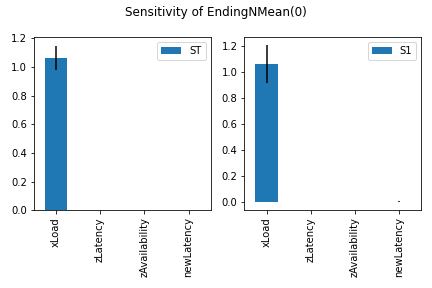 Sensitivity of EndingNMean(0)
1.2
1.0
0.8
0.6
0.4
0.2
0.0
ST
xLoad
zLatency
zAvailability
newLatency
1.2
1.0
0.8
0.6
0.4
0.2
0.0
S1
xLoad
zLatency
zAvailability
newLatency